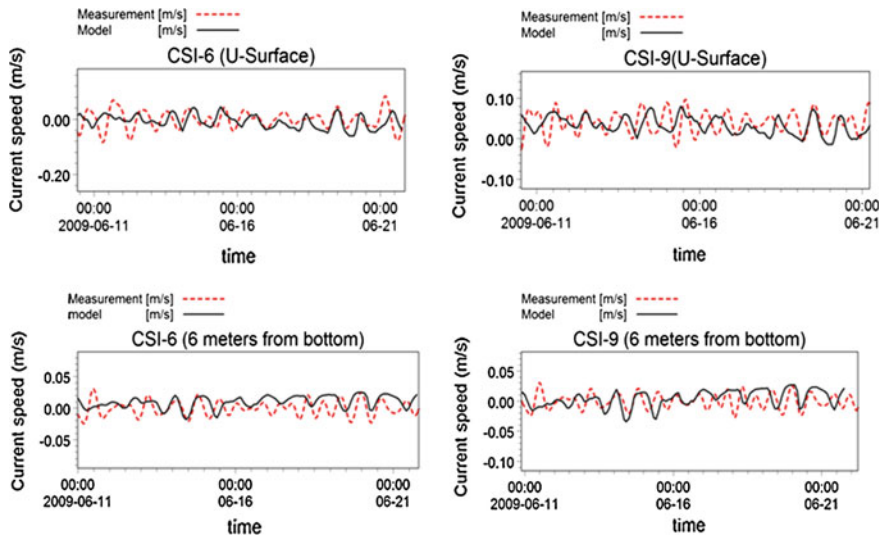 Measurement [m/s]
Model [m/s]
CSI-6 (U-Surface)
Current speed (m/s)
0.00
-0.20
00:00 00:00 00:00
2009-06-11 06-16 06-21
time
Measurement [m/s]
Model [m/s]
CSI-9(U-Surface)
Current speed (m/s)
0.10
0.00
-0.10
00:00 00:00 00:00
2009-06-11 06-16 06-21
time
Measurement [m/s]
model [m/s]
CSI-6 (6 meters from bottom)
Current speed (m/s)
0.05
0.00
-0.05
00:00 00:00 00:00
2009-06-11 06-16 06-21
time
Measurement [m/s]
Model [m/s]
CSI-9 (6 meters from bottom)
Current speed (m/s)
0.05
0.00
-0.05
-0.10
00:00 00:00 00:00
2009-06-11 06-16 06-21
time